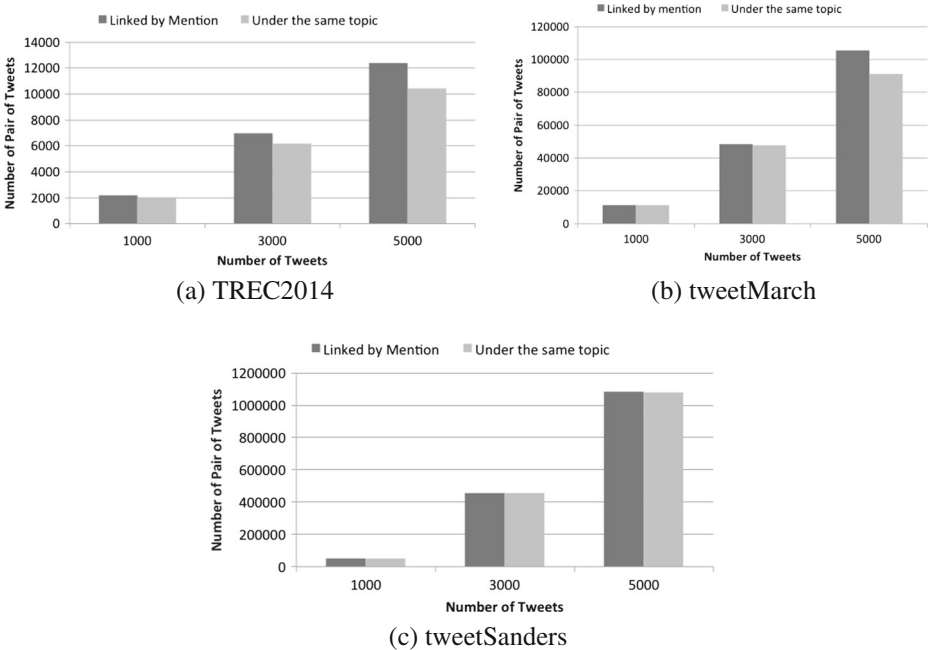 Linked by Mention Under the same topic
14000
12000
10000
8000
6000
4000
2000
0
Number of Pair of Tweets
1000 3000 5000
Number of Tweets
(a) TREC2014
Linked by mention Under the same topic
120000
100000
80000
60000
40000
20000
0
Number of Pair of Tweets
1000 3000 5000
Number of Tweets
(b) tweetMarch
Linked by Mention Under the same topic
1200000
1000000
800000
600000
400000
200000
0
Number of Pair of Tweets
1000 3000 5000
Number of Tweets
(c) tweetSanders